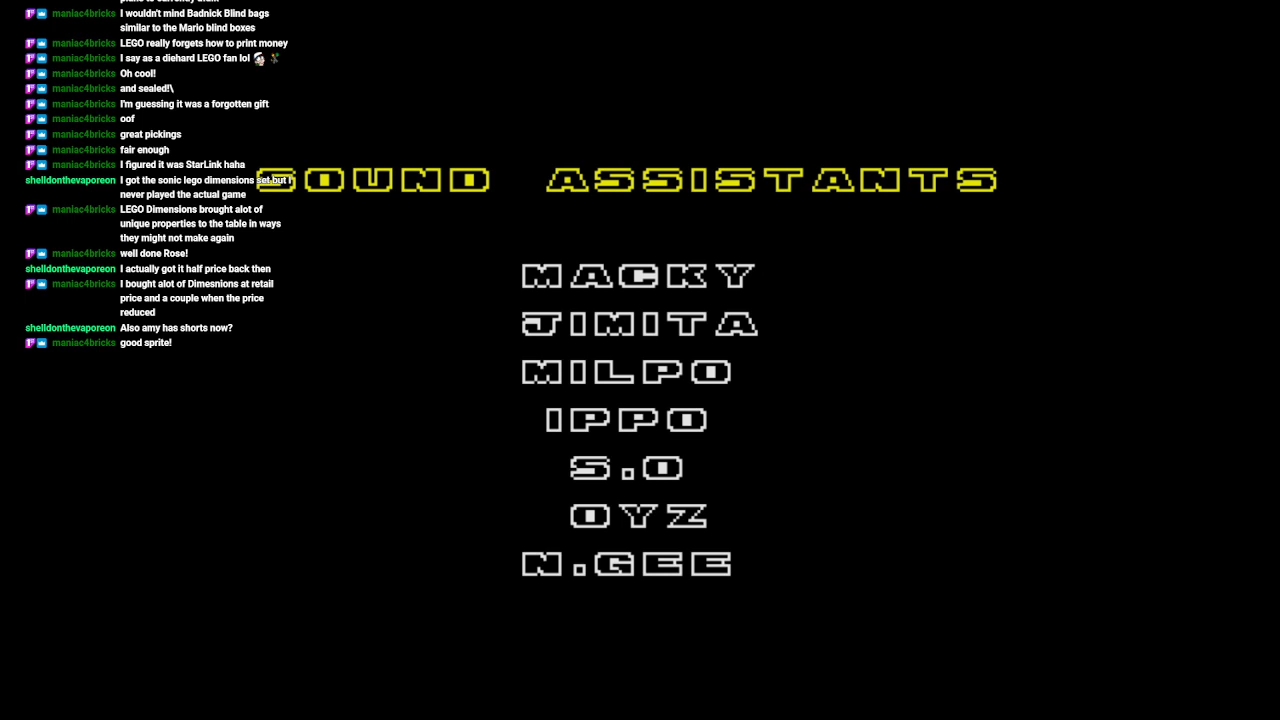 maniac4bricks I wouldn't mind Badnick Blind bags
similar to the Mario blind boxes
maniac4bricks LEGO really forgets how to print money
maniac4bricks I say as a diehard LEGO fan lol
maniac4bricks Oh cool!
maniac4bricks and sealed!\
maniac4bricks I'm guessing it was a forgotten gift
maniac4bricks oof
maniac4bricks great pickings
maniac4bricks fair enough
maniac4bricks I figured it was StarLink haha
shelldonthevaporeon I got the sonic lego dimensions set but I
never played the actual game
maniac4bricks LEGO Dimensions brought alot of
unique properties to the table in ways
they might not make again
maniac4bricks well done Rose!
shelldonthevaporeon I actually got it half price back then
maniac4bricks I bought alot of Dimesnions at retail
price and a couple when the price
reduced
shelldonthevaporeon Also amy has shorts now?
maniac4bricks good sprite!
SOUND ASSISTANTS
MACKY
JIMITA
MILPO
IPPO
S.O
OYZ
N.GEE